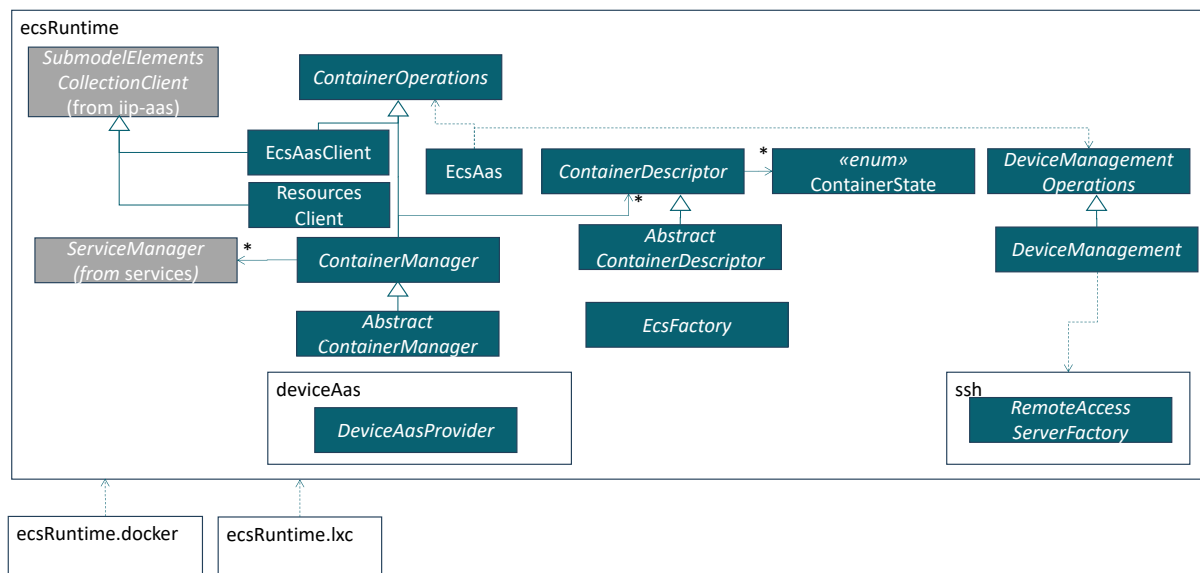 ecsRuntime
SubmodelElements
CollectionClient
(from iip-aas)
ContainerOperations
EcsAasClient
EcsAas
ContainerDescriptor
*
«enum»
ContainerState
DeviceManagement
Operations
Resources
Client
*
ServiceManager
(from services)
*
ContainerManager
Abstract
ContainerDescriptor
DeviceManagement
Abstract
ContainerManager
EcsFactory
deviceAas
DeviceAasProvider
ssh
RemoteAccess
ServerFactory
ecsRuntime.docker
ecsRuntime.lxc